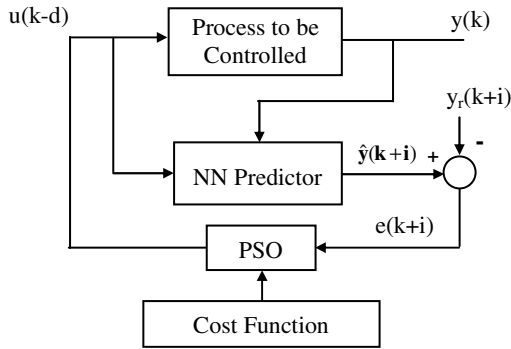 u(k-d)
Process to be
Controlled
y(k)
y_r(k+i)
NN Predictor
ŷ(k+i) +
-
e(k+i)
PSO
Cost Function